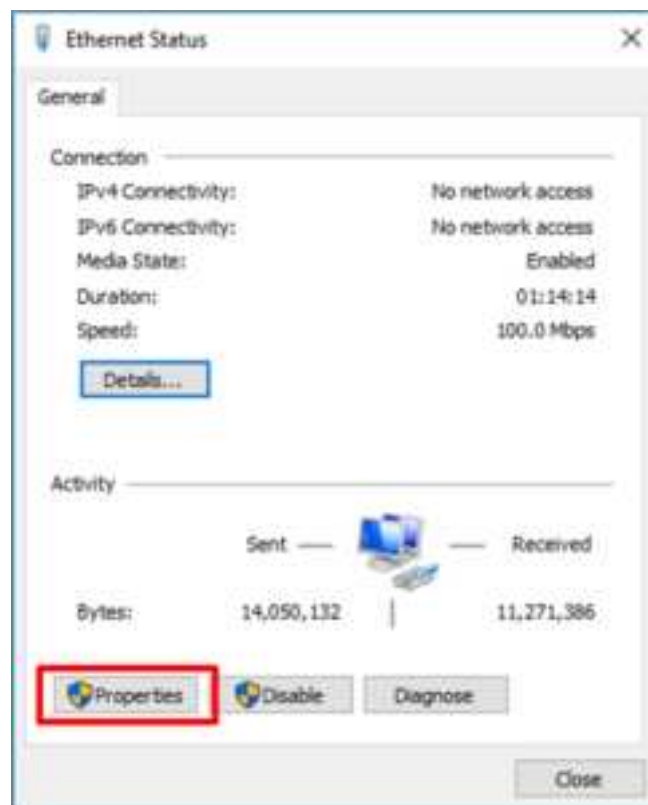 Ethernet Status
General
Connection
IPv4 Connectivity: No network access
IPv6 Connectivity: No network access
Media State: Enabled
Duration: 01:14:14
Speed: 100.0 Mbps
Details...
Activity
Sent Received
Bytes: 14,050,132 11,271,386
Properties Disable Diagnose
Close